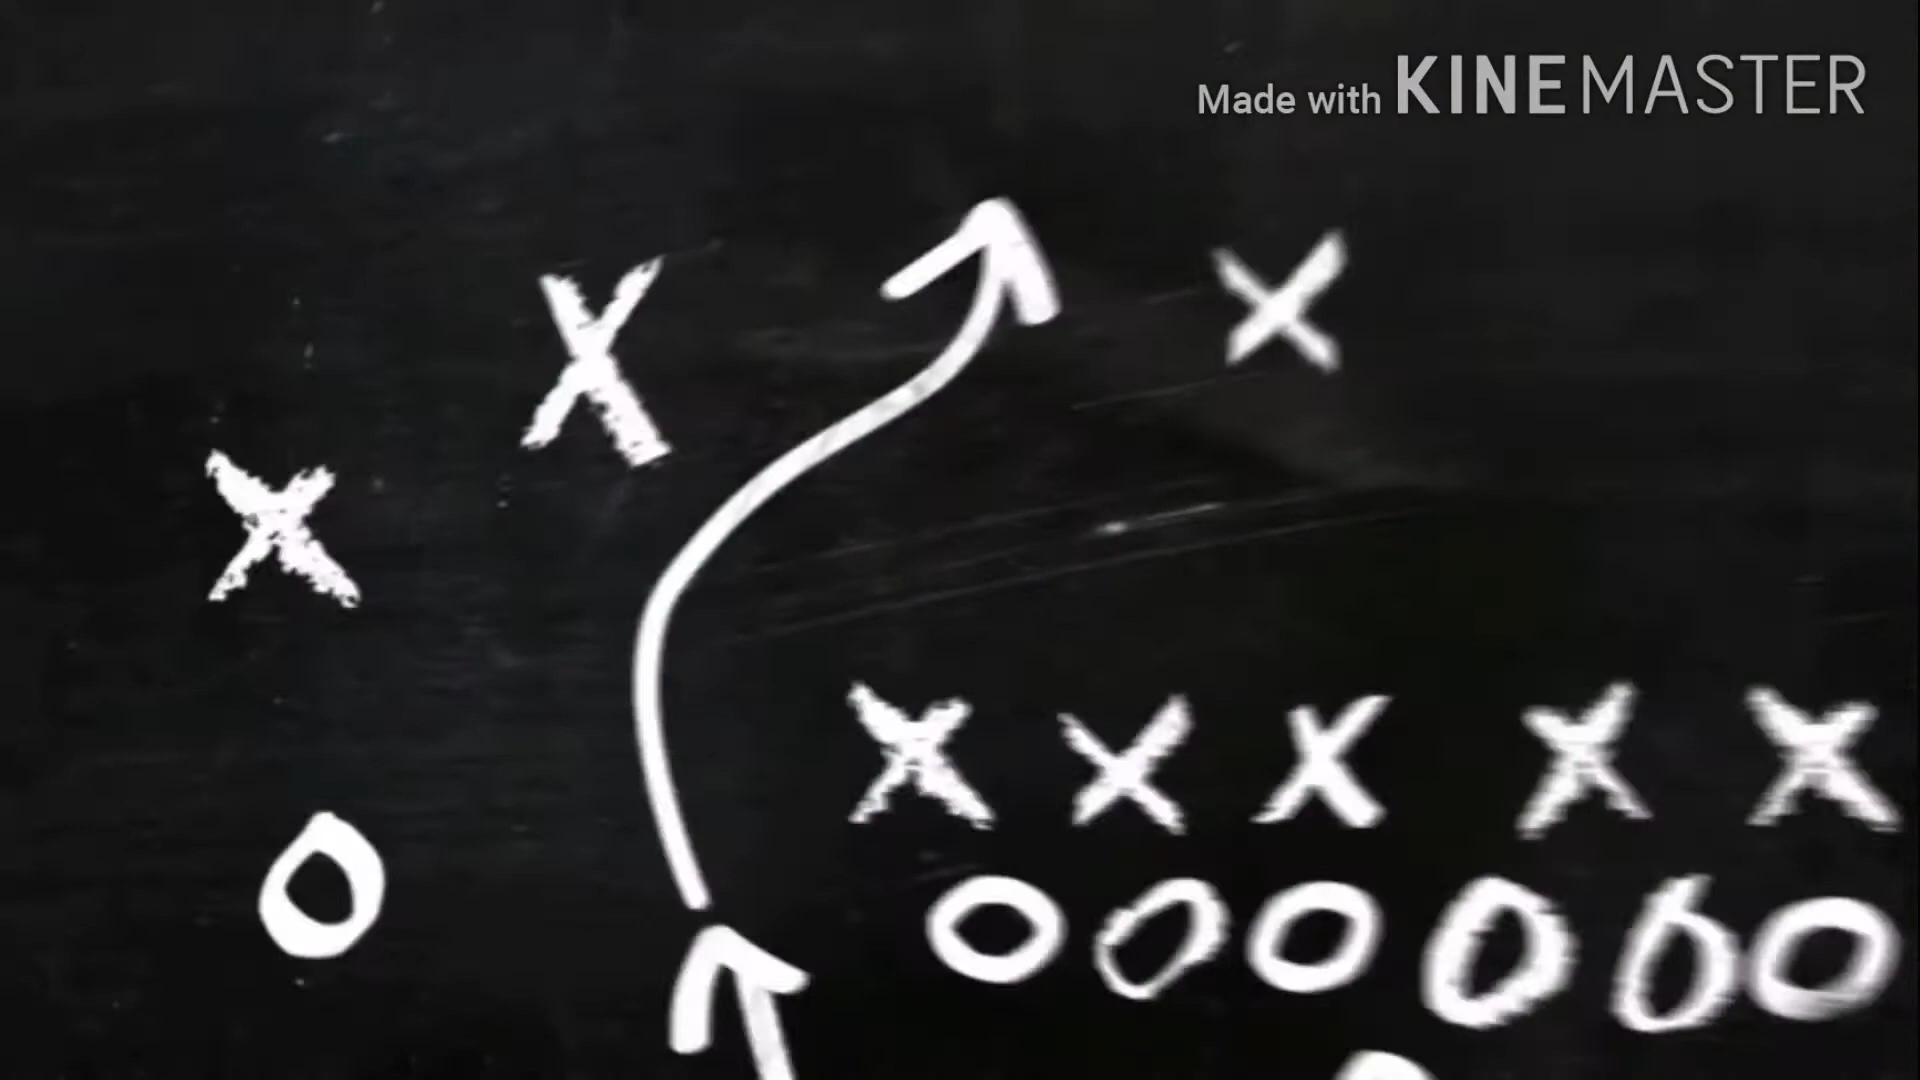 Made with KINEMASTER
X X
X
X X X X X
O
O O O O O O